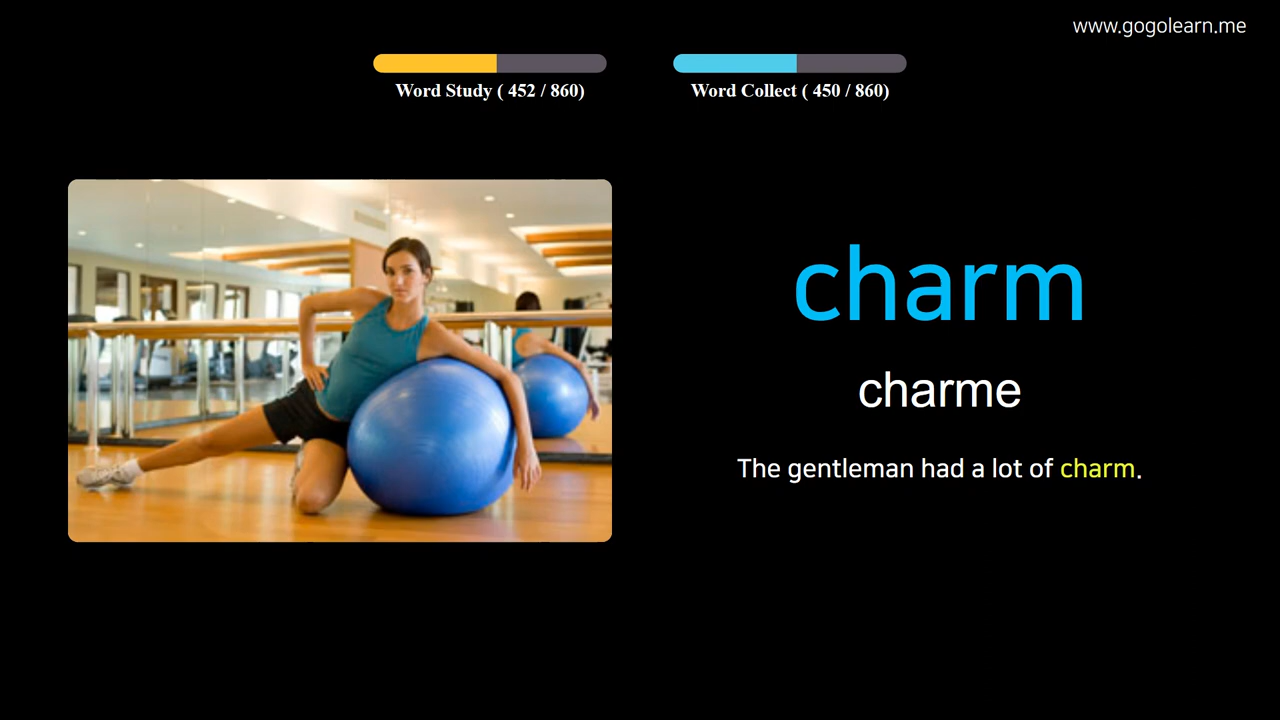 www.gogolearn.me
Word Study ( 452 / 860)
Word Collect ( 450 / 860)
charm
charme
The gentleman had a lot of charm.